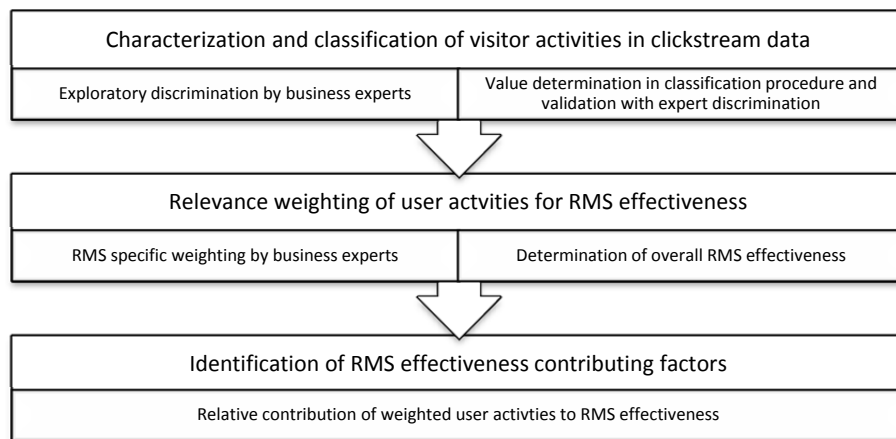 Characterization and classification of visitor activities in clickstream data
Exploratory discrimination by business experts
Value determination in classification procedure and
validation with expert discrimination
Relevance weighting of user actvities for RMS effectiveness
RMS specific weighting by business experts
Determination of overall RMS effectiveness
Identification of RMS effectiveness contributing factors
Relative contribution of weighted user activties to RMS effectiveness